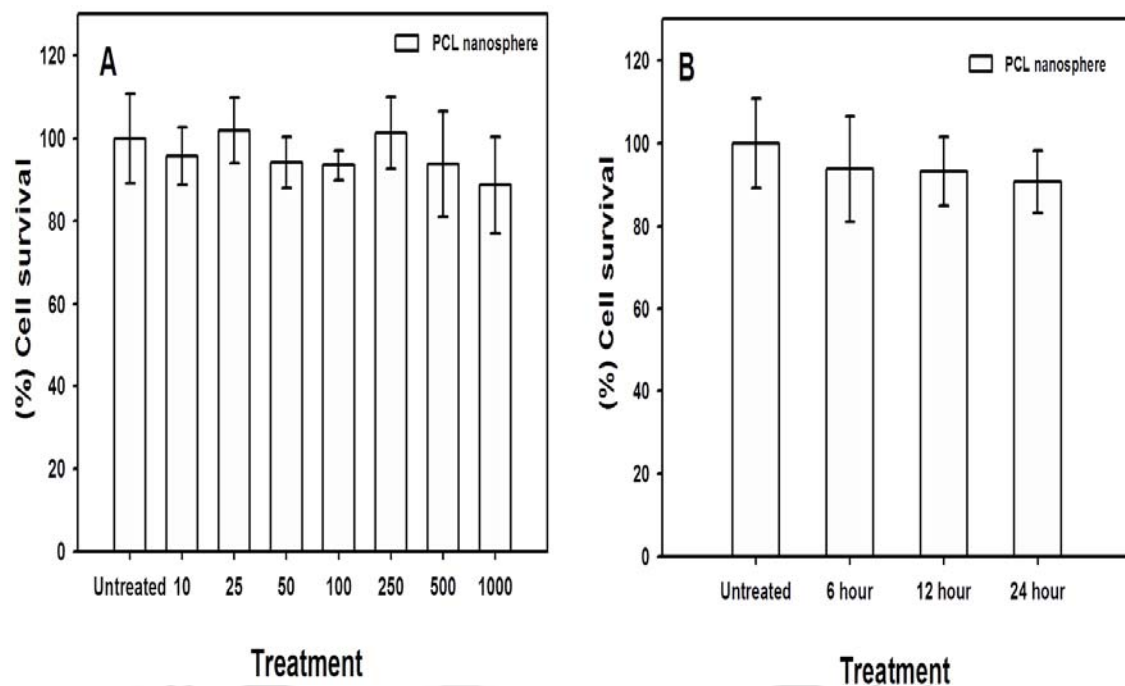 A
PCL nanosphere
(%) Cell survival
120
100
80
60
40
20
0
Untreated 10 25 50 100 250 500 1000
Treatment
B
PCL nanosphere
(%) Cell survival
120
100
80
60
40
20
0
Untreated 6 hour 12 hour 24 hour
Treatment